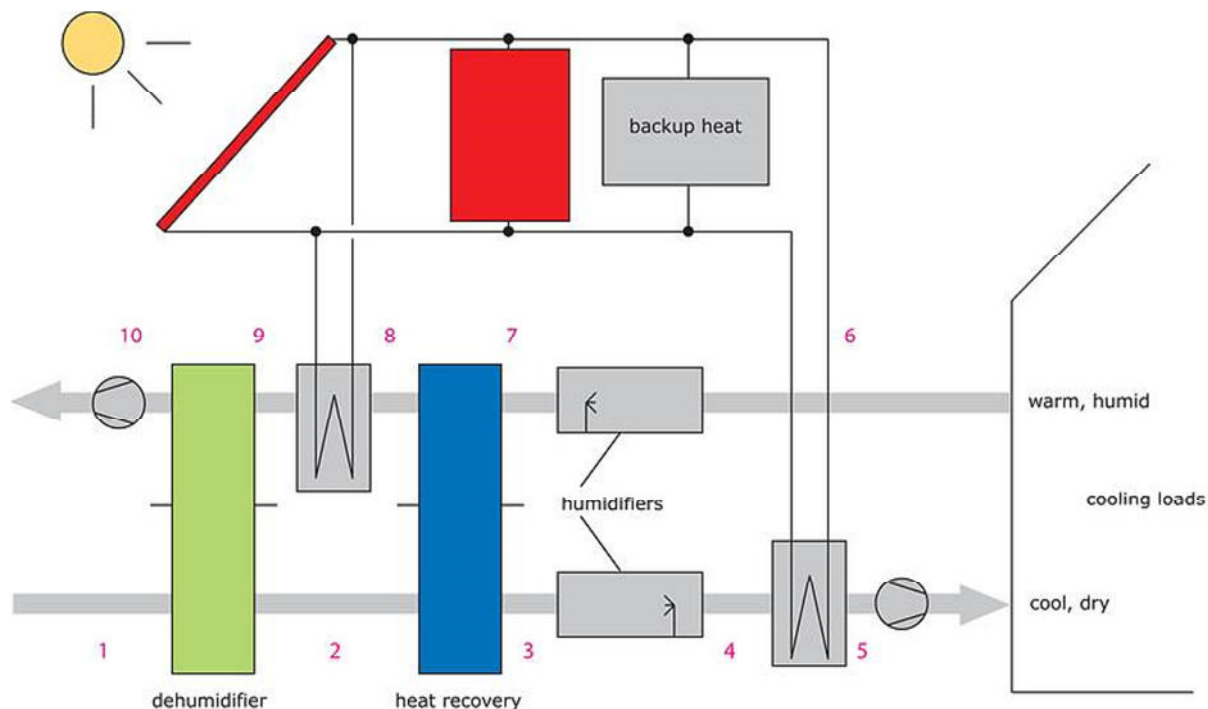 backup heat
10 9 8 7 6
warm, humid
humidifiers
cooling loads
cool, dry
1 2 3 4 5
dehumidifier heat recovery